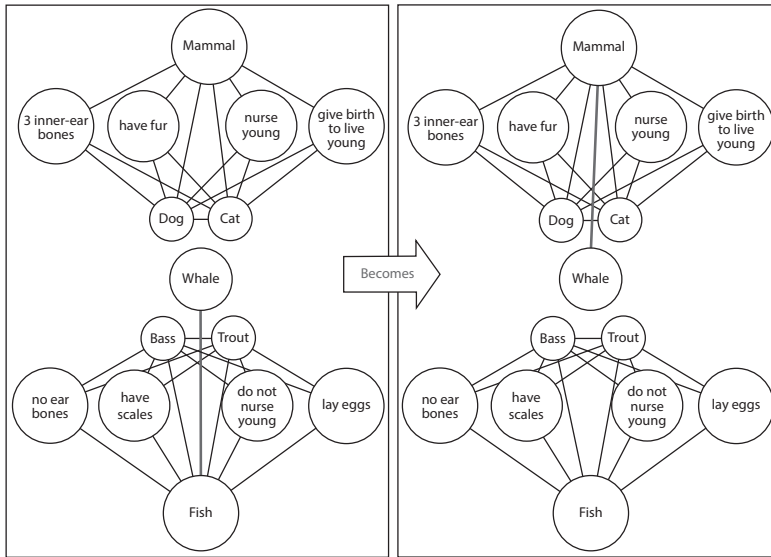 Mammal
3 inner-ear
bones
have fur
nurse
young
give birth
to live
young
Dog
Cat
Whale
Bass
Trout
no ear
bones
have
scales
do not
nurse
young
lay eggs
Fish
Becomes
Mammal
3 inner-ear
bones
have fur
nurse
young
give birth
to live
young
Dog
Cat
Whale
Bass
Trout
no ear
bones
have
scales
do not
nurse
young
lay eggs
Fish